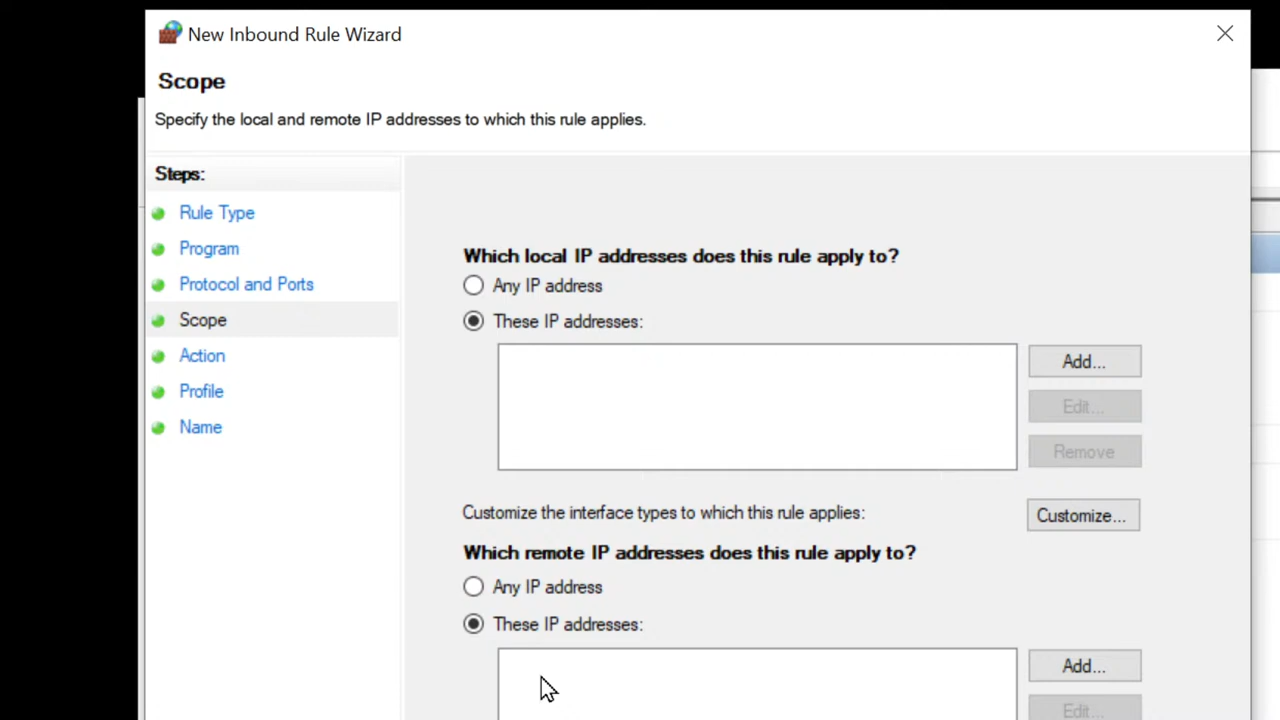 New Inbound Rule Wizard
Scope
Specify the local and remote IP addresses to which this rule applies.
Steps:
Rule Type
Program
Protocol and Ports
Scope
Action
Profile
Name
Which local IP addresses does this rule apply to?
Any IP address
These IP addresses:
Add...
Edit...
Remove
Customize the interface types to which this rule applies:
Customize...
Which remote IP addresses does this rule apply to?
Any IP address
These IP addresses:
Add...
Edit...